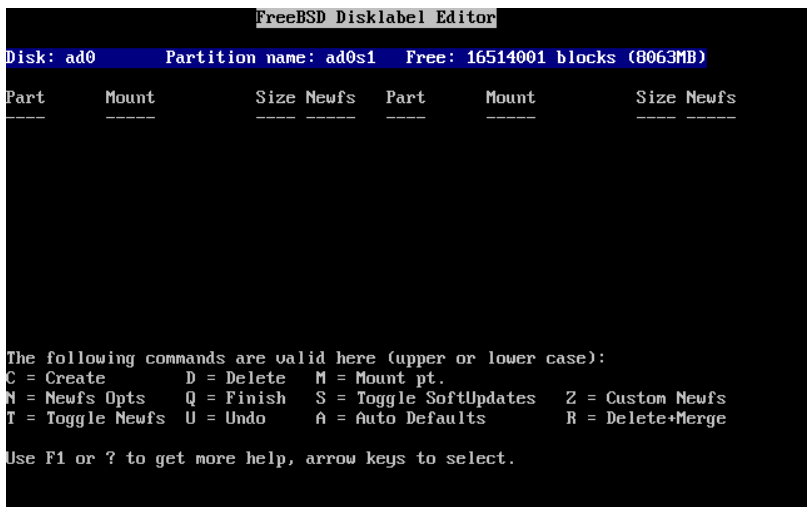 FreeBSD Disklabel Editor
Disk: ad0 Partition name: ad0s1 Free: 16514001 blocks (8063MB)
Part Mount Size Newfs Part Mount Size Newfs
---- ----- ---- ----- ---- ----- ---- -----
The following commands are valid here (upper or lower case):
C = Create D = Delete M = Mount pt.
N = Newfs Opts Q = Finish S = Toggle SoftUpdates Z = Custom Newfs
T = Toggle Newfs U = Undo A = Auto Defaults R = Delete+Merge
Use F1 or ? to get more help, arrow keys to select.